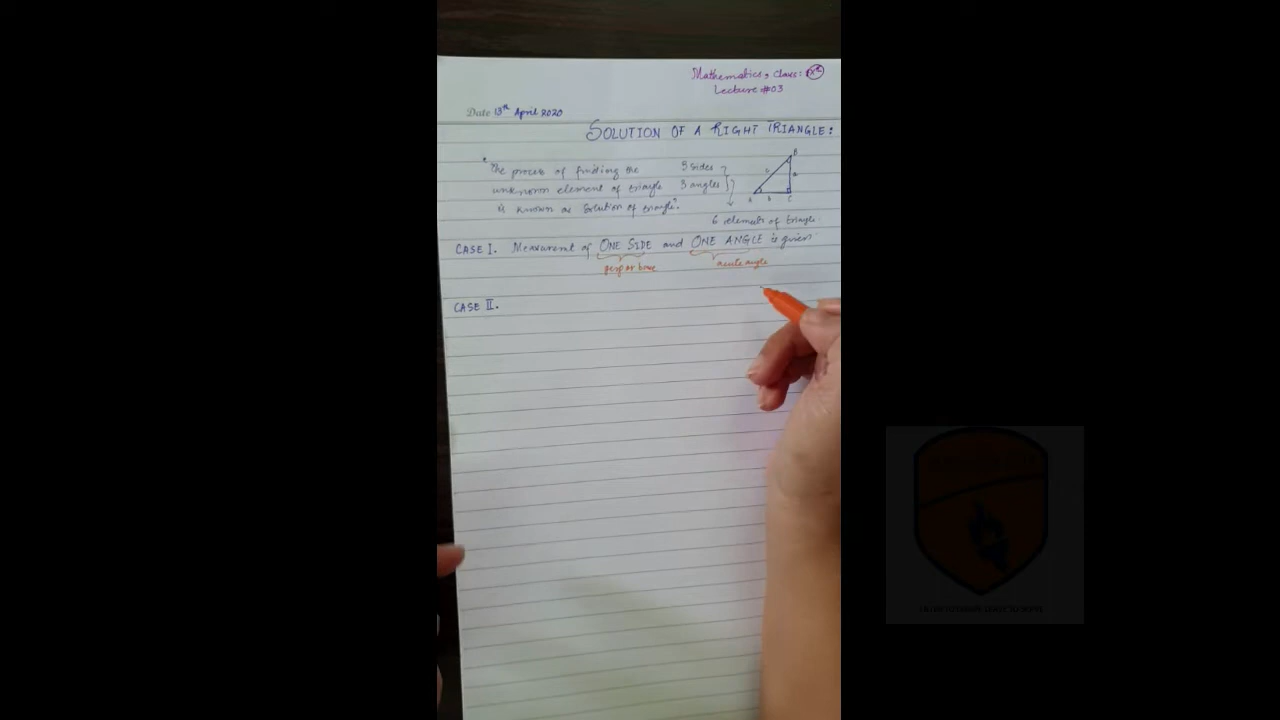 Mathematics, Class: IXth
Lecture #03
Date 13th April 2020
SOLUTION OF A RIGHT TRIANGLE:
"The process of finding the
unknown element of triangle
is known as solution of triangle".
3 sides
3 angles
6 elements of triangle.
B
c
a
A
b
C
CASE I. Measurement of ONE SIDE and ONE ANGLE is given
perp or base
acute angle
CASE II.